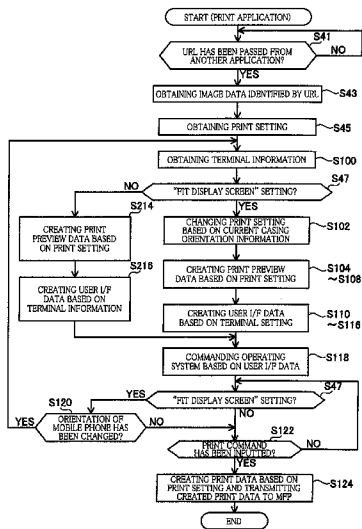 START (PRINT APPLICATION)
S41
URL HAS BEEN PASSED FROM
ANOTHER APPLICATION?
NO
YES
OBTAINING IMAGE DATA IDENTIFIED BY URL
S43
OBTAINING PRINT SETTING
S45
OBTAINING TERMINAL INFORMATION
S100
NO
"FIT DISPLAY SCREEN" SETTING?
S47
S214
YES
CREATING PRINT
PREVIEW DATA BASED
ON PRINT SETTING
CHANGING PRINT SETTING
BASED ON CURRENT CASING
ORIENTATION INFORMATION
S102
S216
CREATING USER I/F
DATA BASED ON
TERMINAL INFORMATION
CREATING PRINT PREVIEW DATA
BASED ON PRINT SETTING
S104
~S108
CREATING USER I/F DATA
BASED ON TERMINAL SETTING
S110
~S116
COMMANDING OPERATING
SYSTEM BASED ON USER I/F DATA
S118
S120
YES
"FIT DISPLAY SCREEN" SETTING?
S47
YES
ORIENTATION OF
MOBILE PHONE HAS
BEEN CHANGED?
NO
NO
S122
PRINT COMMAND
HAS BEEN INPUTTED?
NO
YES
CREATING PRINT DATA BASED ON
PRINT SETTING AND TRANSMITTING
CREATED PRINT DATA TO MFP
S124
END